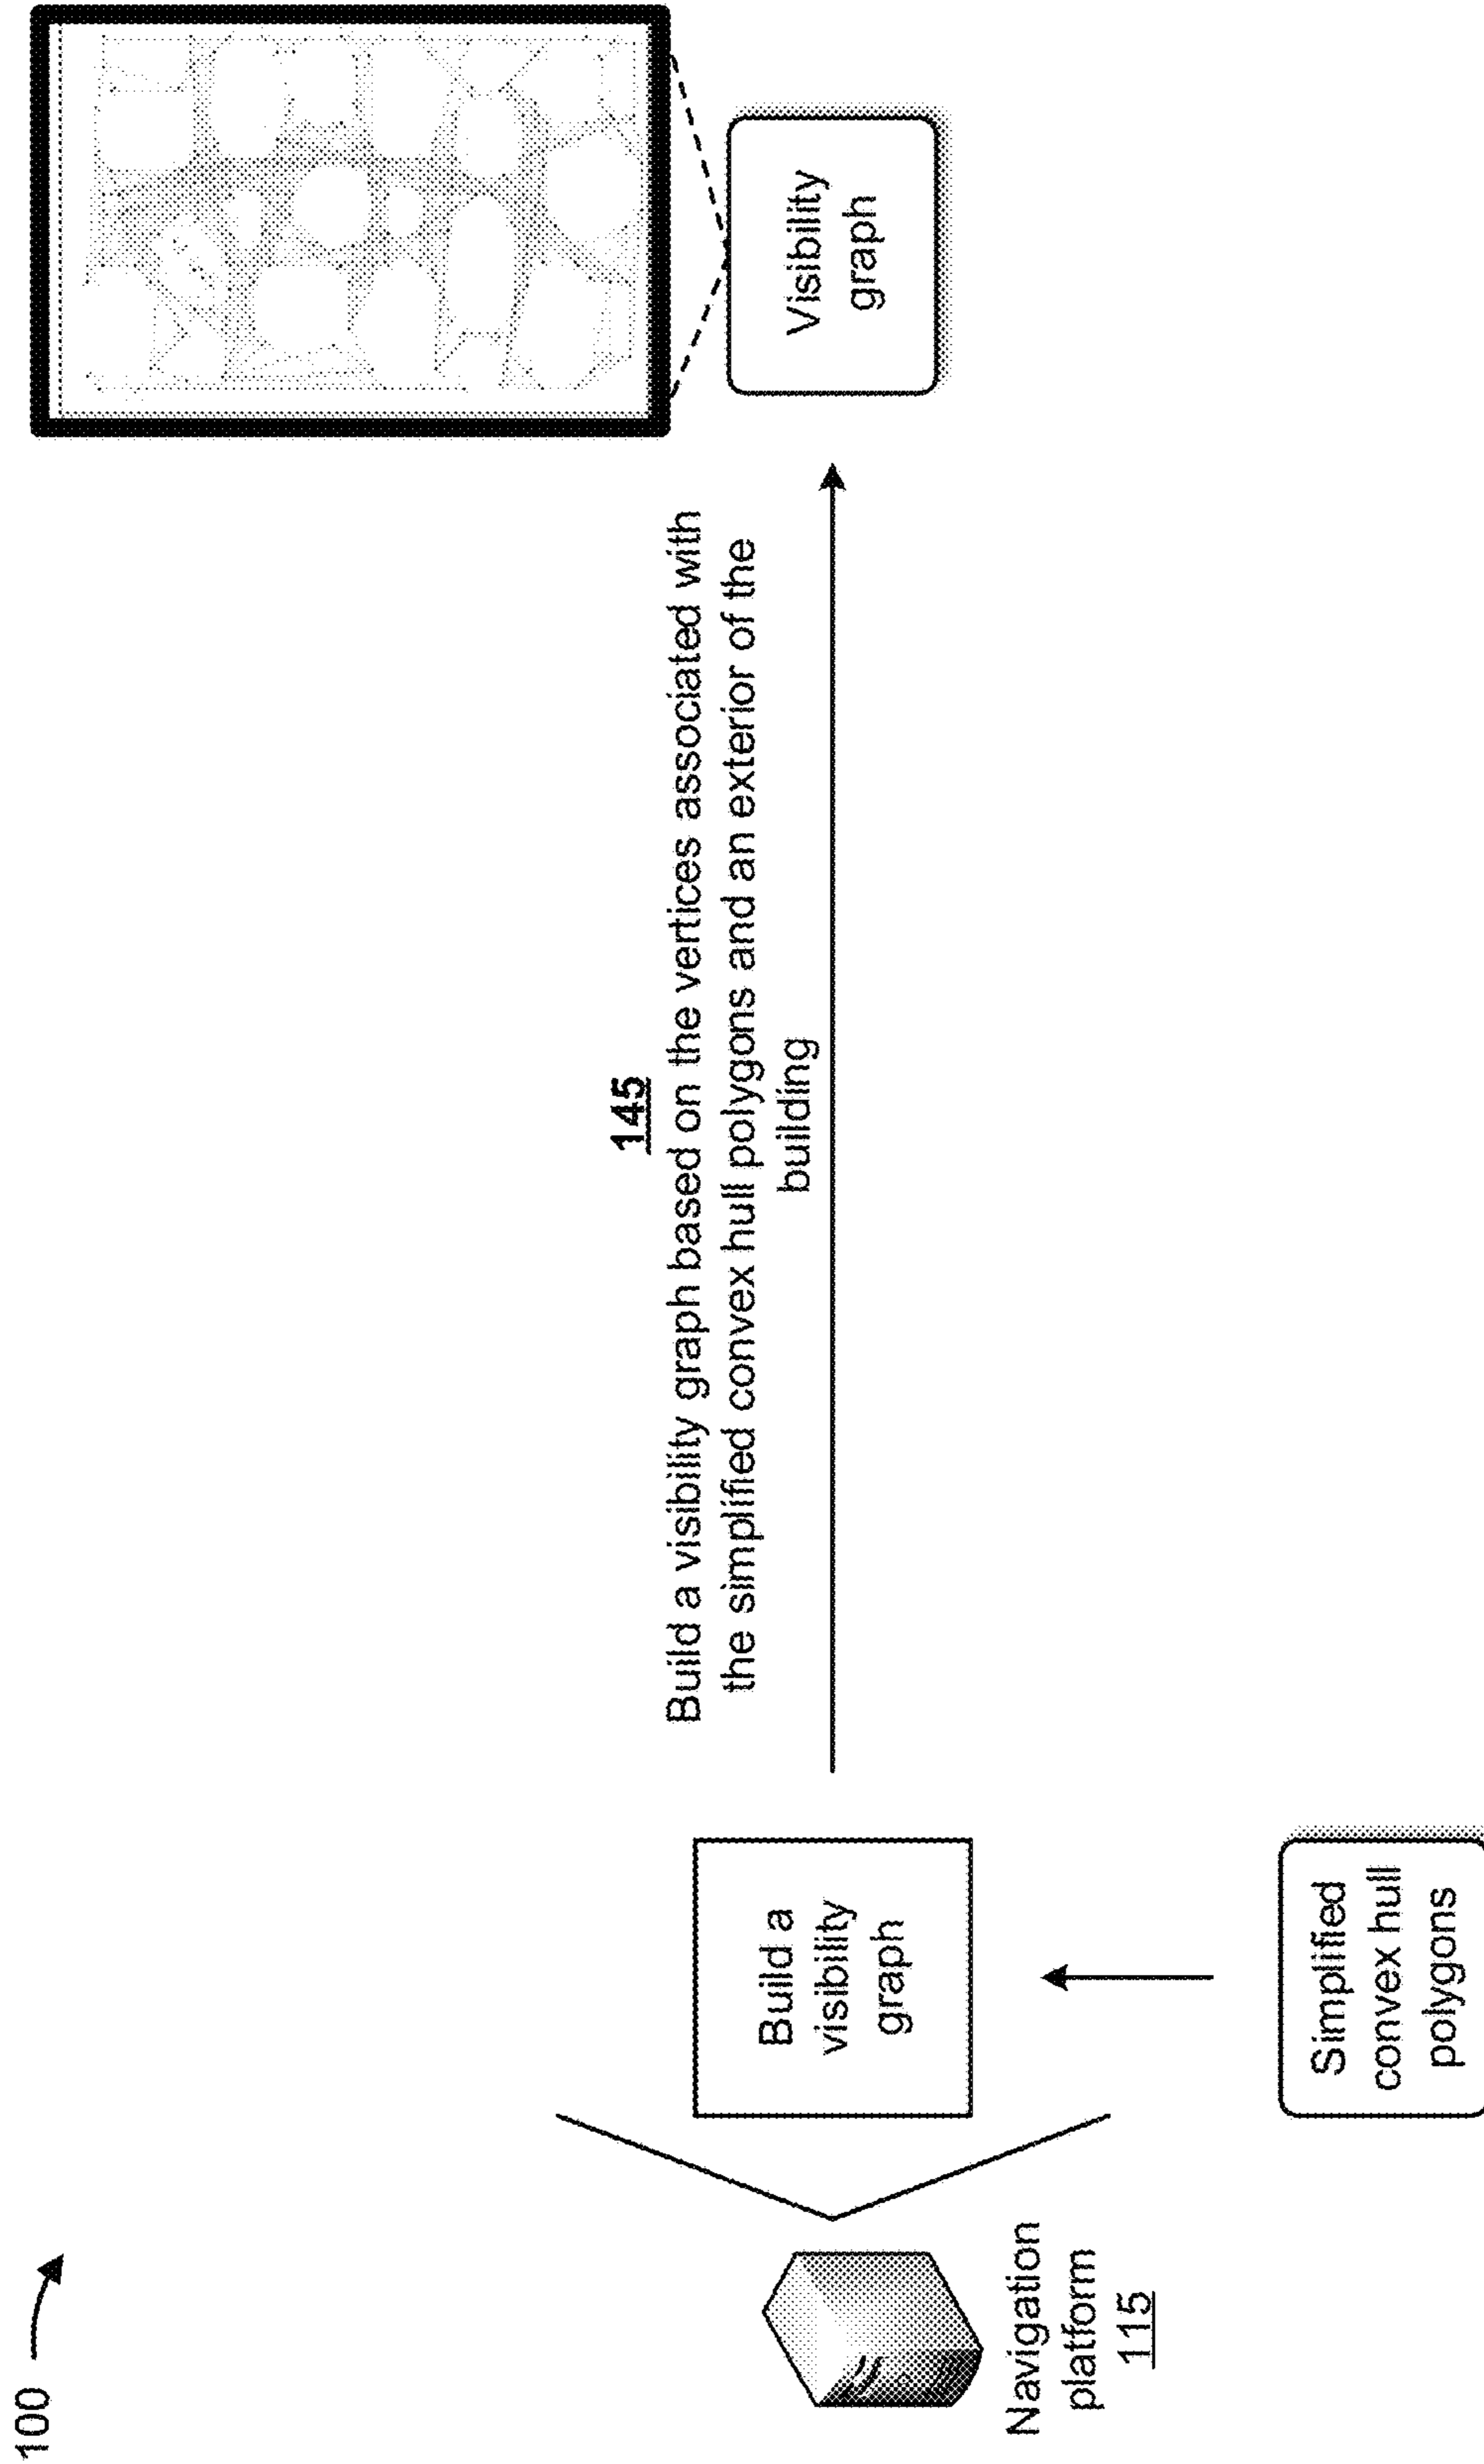 100
145
Build a visibility graph based on the vertices associated with
the simplified convex hull polygons and an exterior of the
building
Build a
visibility
graph
Visibility
graph
Navigation
platform
115
Simplified
convex hull
polygons